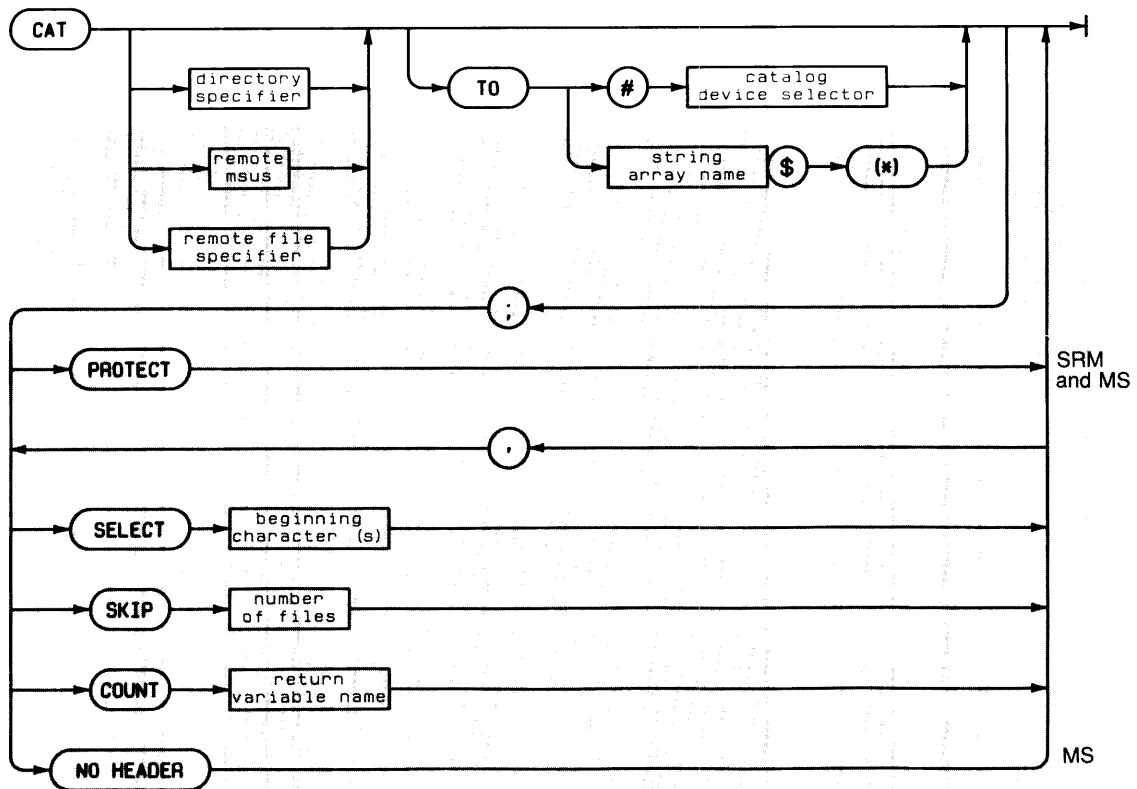 CAT
directory
specifier
remote
msus
remote file
specifier
TO
#
catalog
device selector
string
array name
$
(*)
;
PROTECT
SRM
and MS
,
SELECT
beginning
character (s)
SKIP
number
of files
COUNT
return
variable name
NO HEADER
MS